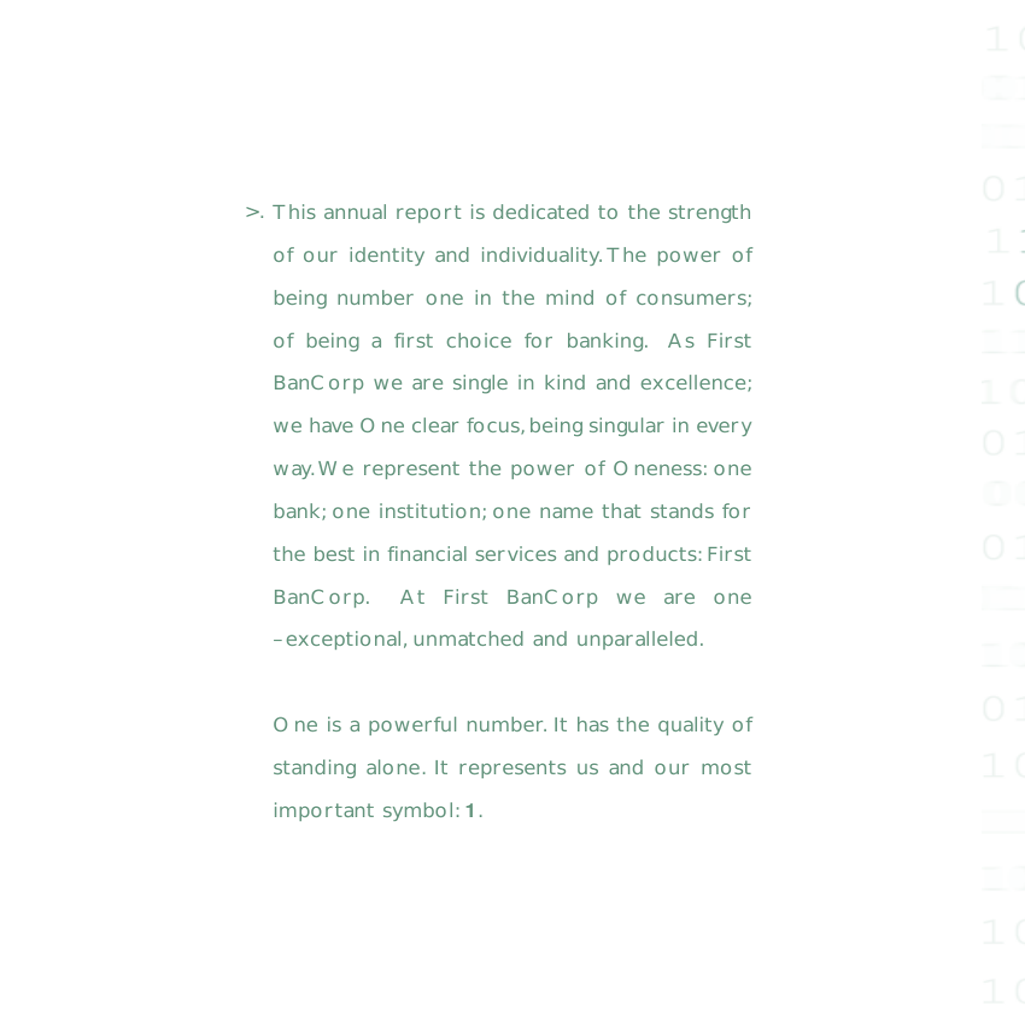 >. This annual report is dedicated to the strength
of our identity and individuality. The power of
being number one in the mind of consumers;
of being a first choice for banking. As First
BanCorp we are single in kind and excellence;
we have One clear focus, being singular in every
way. We represent the power of Oneness: one
bank; one institution; one name that stands for
the best in financial services and products: First
BanCorp. At First BanCorp we are one
–exceptional, unmatched and unparalleled.
One is a powerful number. It has the quality of
standing alone. It represents us and our most
important symbol: 1.
10
01
11
10
10
01
01
01
10
10
10